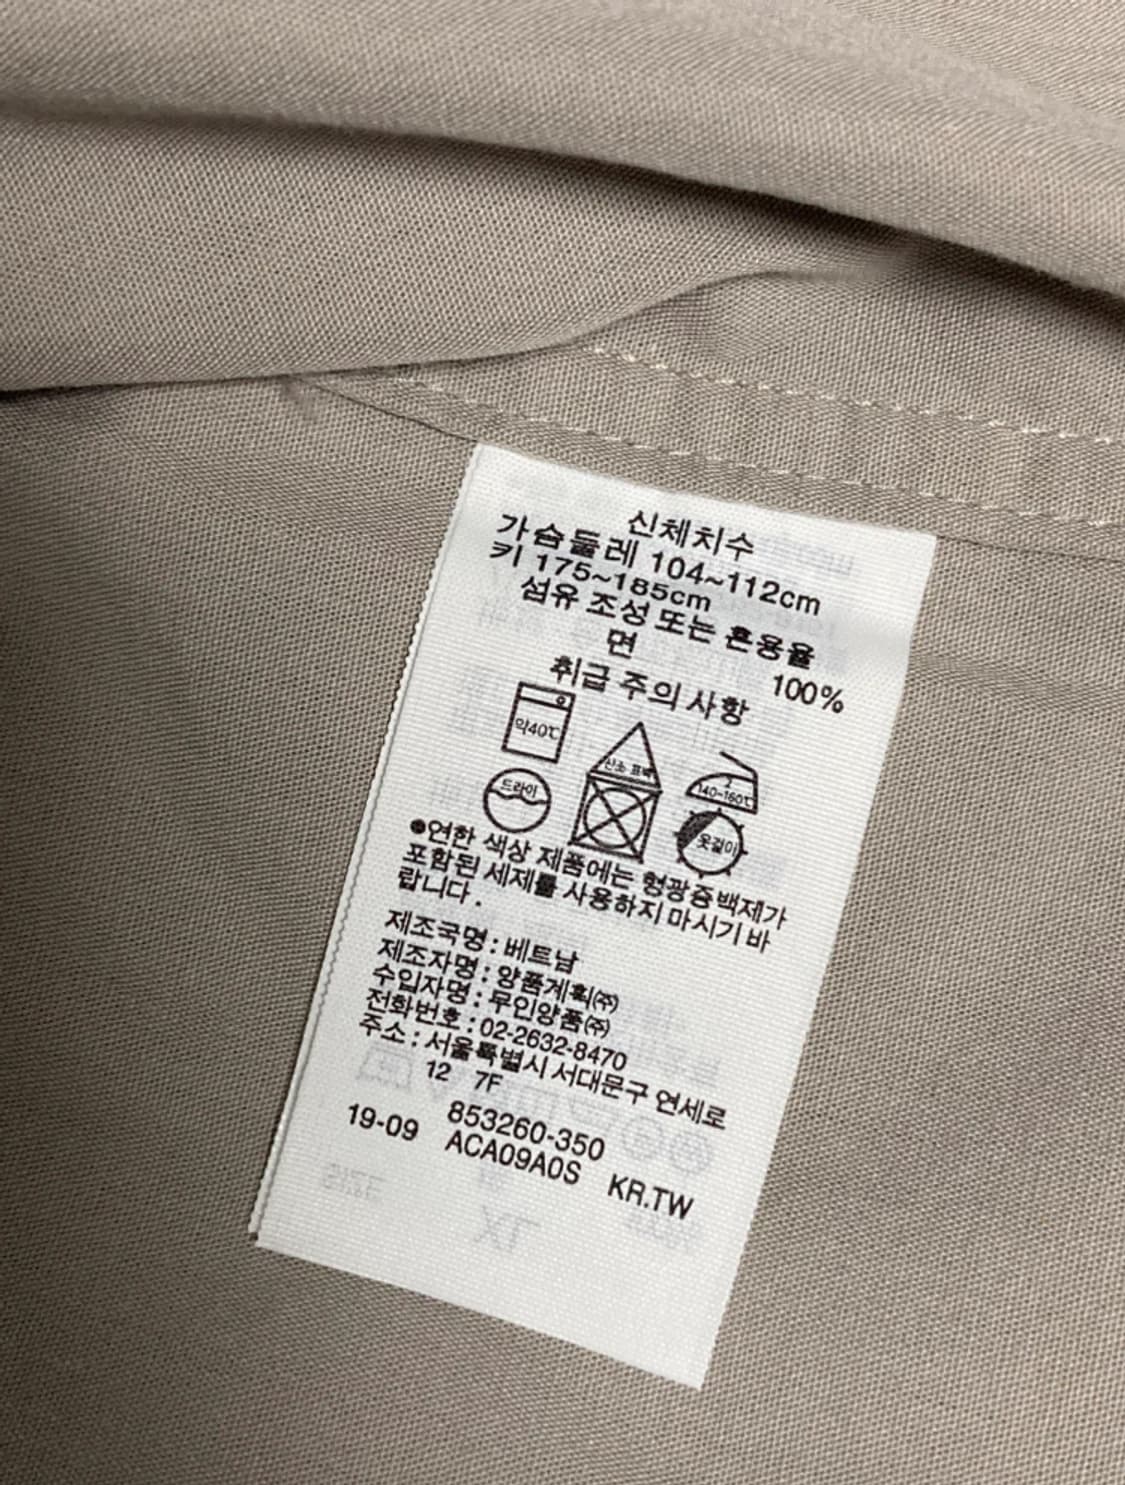 신체치수
가슴둘레 104~112cm
키 175~185cm
섬유 조성 또는 혼용율
면 100%
취급 주의사항
약40℃
산소 표백
2
140~160℃
드라이
옷걸이
●연한 색상 제품에는 형광증백제가
포함된 세제를 사용하지 마시기 바
랍니다.
제조국명 : 베트남
제조자명 : 양품계획㈜
수입자명 : 무인양품㈜
전화번호 : 02-2632-8470
주소 : 서울특별시 서대문구 연세로
12 7F
853260-350
19-09 ACA09A0S KR.TW